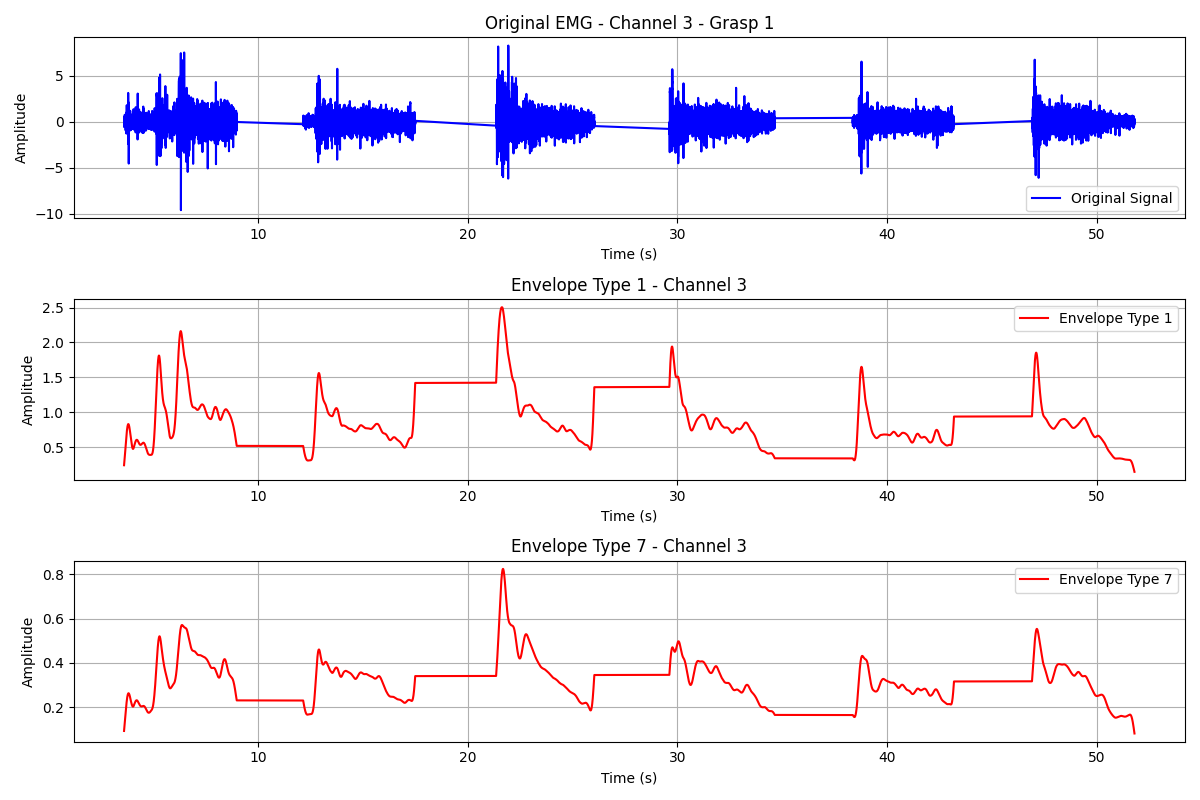 Original EMG - Channel 3 - Grasp 1
Amplitude
5
0
−5
−10
Original Signal
10 20 30 40 50
Time (s)
Envelope Type 1 - Channel 3
Amplitude
2.5
2.0
1.5
1.0
0.5
Envelope Type 1
10 20 30 40 50
Time (s)
Envelope Type 7 - Channel 3
Amplitude
0.8
0.6
0.4
0.2
Envelope Type 7
10 20 30 40 50
Time (s)